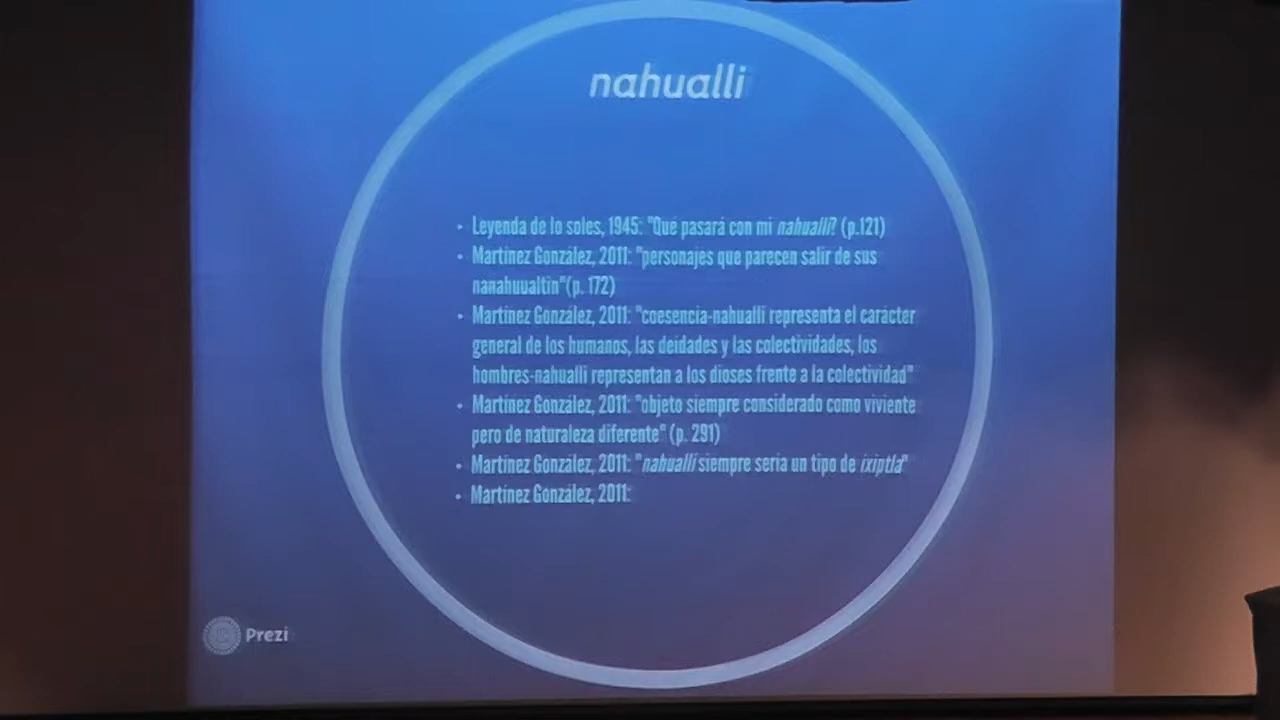 nahualli
• Leyenda de lo soles, 1945: "Qué pasará con mi nahualli? (p.121)
• Martínez González, 2011: "personajes que parecen salir de sus
nanahuualtin"(p. 172)
• Martínez González, 2011: "coesencia-nahualli representa el carácter
general de los humanos, las deidades y las colectividades, los
hombres-nahualli representan a los dioses frente a la colectividad"
• Martínez González, 2011: "objeto siempre considerado como viviente
pero de naturaleza diferente" (p. 291)
• Martínez González, 2011: "nahualli siempre sería un tipo de ixiptla"
• Martínez González, 2011:
Prezi